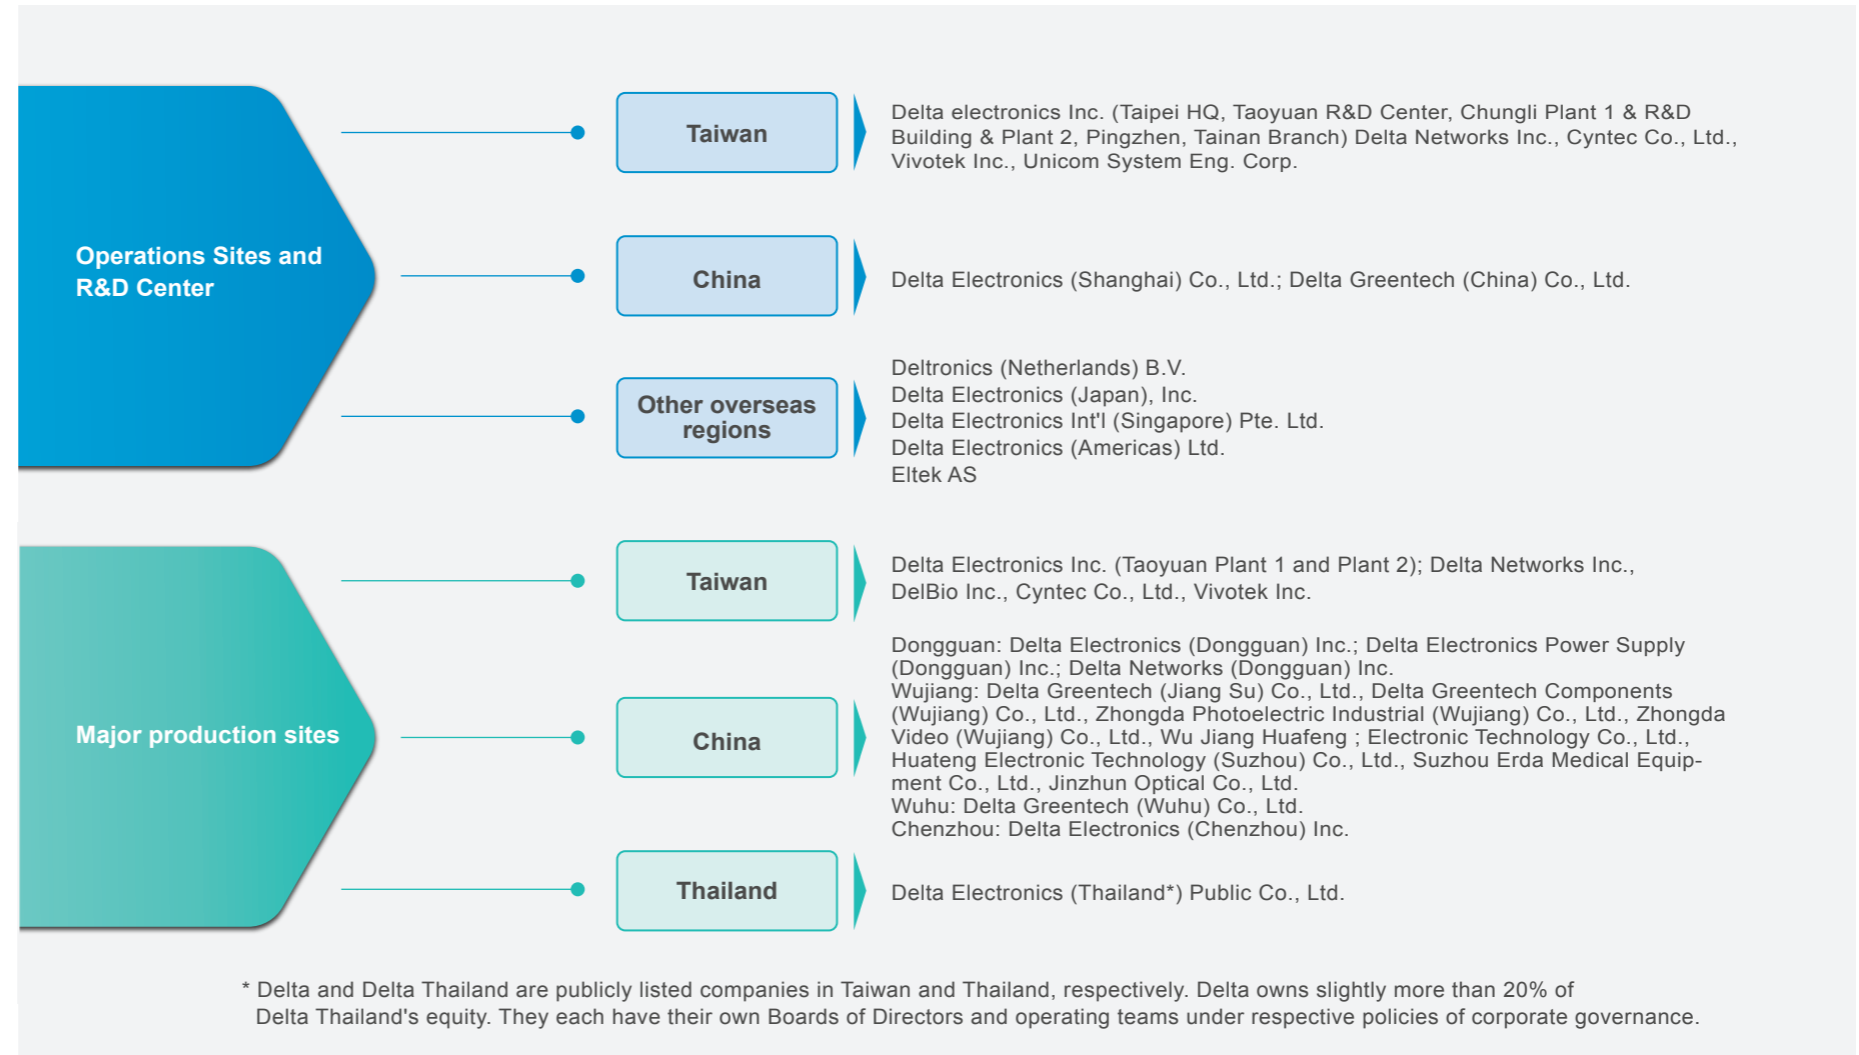 Operations Sites and
R&D Center
Taiwan
Delta electronics Inc. (Taipei HQ, Taoyuan R&D Center, Chungli Plant 1 & R&D
Building & Plant 2, Pingzhen, Tainan Branch) Delta Networks Inc., Cyntec Co., Ltd.,
Vivotek Inc., Unicom System Eng. Corp.
China
Delta Electronics (Shanghai) Co., Ltd.; Delta Greentech (China) Co., Ltd.
Other overseas
regions
Deltronics (Netherlands) B.V.
Delta Electronics (Japan), Inc.
Delta Electronics Int'l (Singapore) Pte. Ltd.
Delta Electronics (Americas) Ltd.
Eltek AS
Major production sites
Taiwan
Delta Electronics Inc. (Taoyuan Plant 1 and Plant 2); Delta Networks Inc.,
DelBio Inc., Cyntec Co., Ltd., Vivotek Inc.
China
Dongguan: Delta Electronics (Dongguan) Inc.; Delta Electronics Power Supply
(Dongguan) Inc.; Delta Networks (Dongguan) Inc.
Wujiang: Delta Greentech (Jiang Su) Co., Ltd., Delta Greentech Components
(Wujiang) Co., Ltd., Zhongda Photoelectric Industrial (Wujiang) Co., Ltd., Zhongda
Video (Wujiang) Co., Ltd., Wu Jiang Huafeng ; Electronic Technology Co., Ltd.,
Huateng Electronic Technology (Suzhou) Co., Ltd., Suzhou Erda Medical Equip-
ment Co., Ltd., Jinzhun Optical Co., Ltd.
Wuhu: Delta Greentech (Wuhu) Co., Ltd.
Chenzhou: Delta Electronics (Chenzhou) Inc.
Thailand
Delta Electronics (Thailand*) Public Co., Ltd.
* Delta and Delta Thailand are publicly listed companies in Taiwan and Thailand, respectively. Delta owns slightly more than 20% of
Delta Thailand's equity. They each have their own Boards of Directors and operating teams under respective policies of corporate governance.